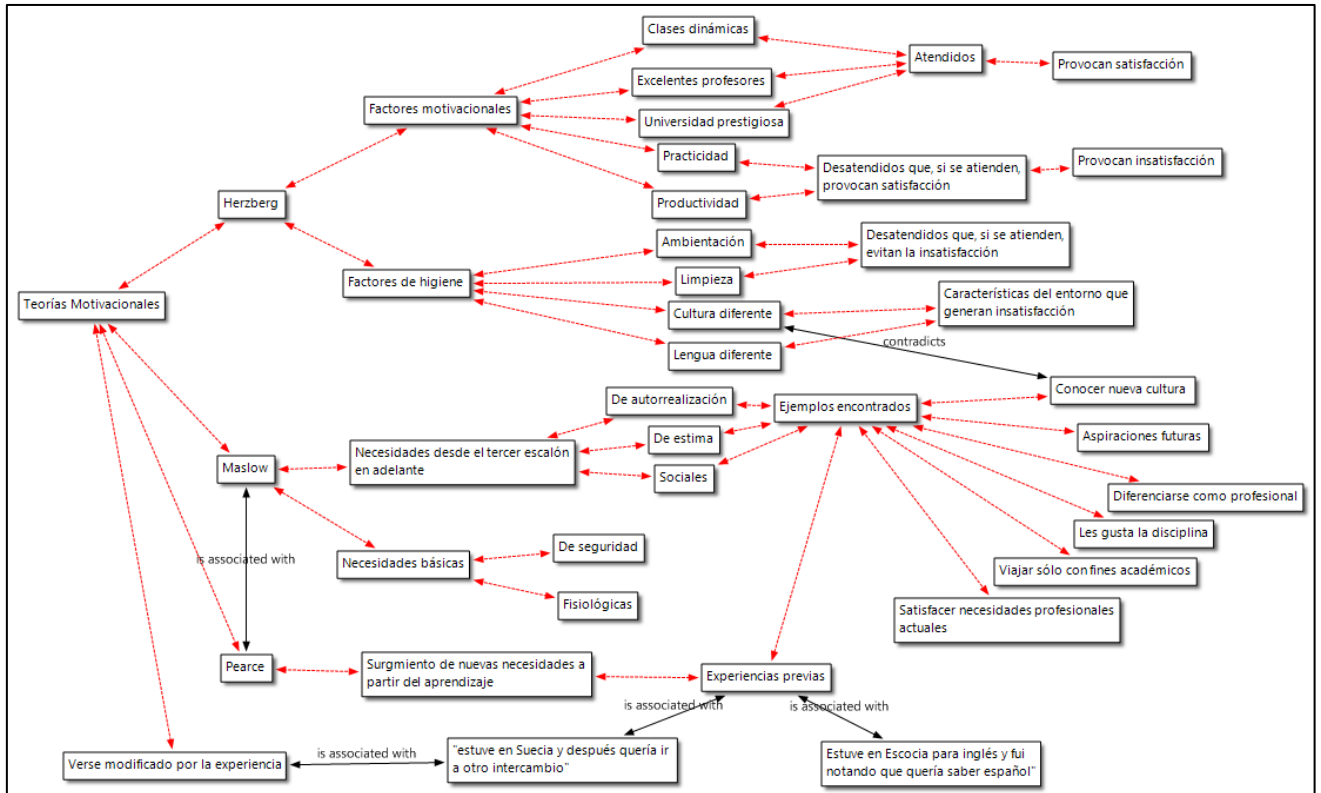 Clases dinámicas
Atendidos
Provocan satisfacción
Excelentes profesores
Factores motivacionales
Universidad prestigiosa
Practicidad
Desatendidos que, si se atienden,
provocan satisfacción
Provocan insatisfacción
Productividad
Herzberg
Ambientación
Desatendidos que, si se atienden,
evitan la insatisfacción
Factores de higiene
Limpieza
Teorías Motivacionales
Cultura diferente
Características del entorno que
generan insatisfacción
Lengua diferente
contradicts
Conocer nueva cultura
De autorrealización
Ejemplos encontrados
De estima
Aspiraciones futuras
Maslow
Necesidades desde el tercer escalón
en adelante
Sociales
Diferenciarse como profesional
Les gusta la disciplina
is associated with
Necesidades básicas
De seguridad
Viajar sólo con fines académicos
Fisiológicas
Satisfacer necesidades profesionales
actuales
Pearce
Surgmiento de nuevas necesidades a
partir del aprendizaje
Experiencias previas
is associated with
is associated with
Verse modificado por la experiencia
is associated with
"estuve en Suecia y después quería ir
a otro intercambio"
Estuve en Escocia para inglés y fui
notando que quería saber español"